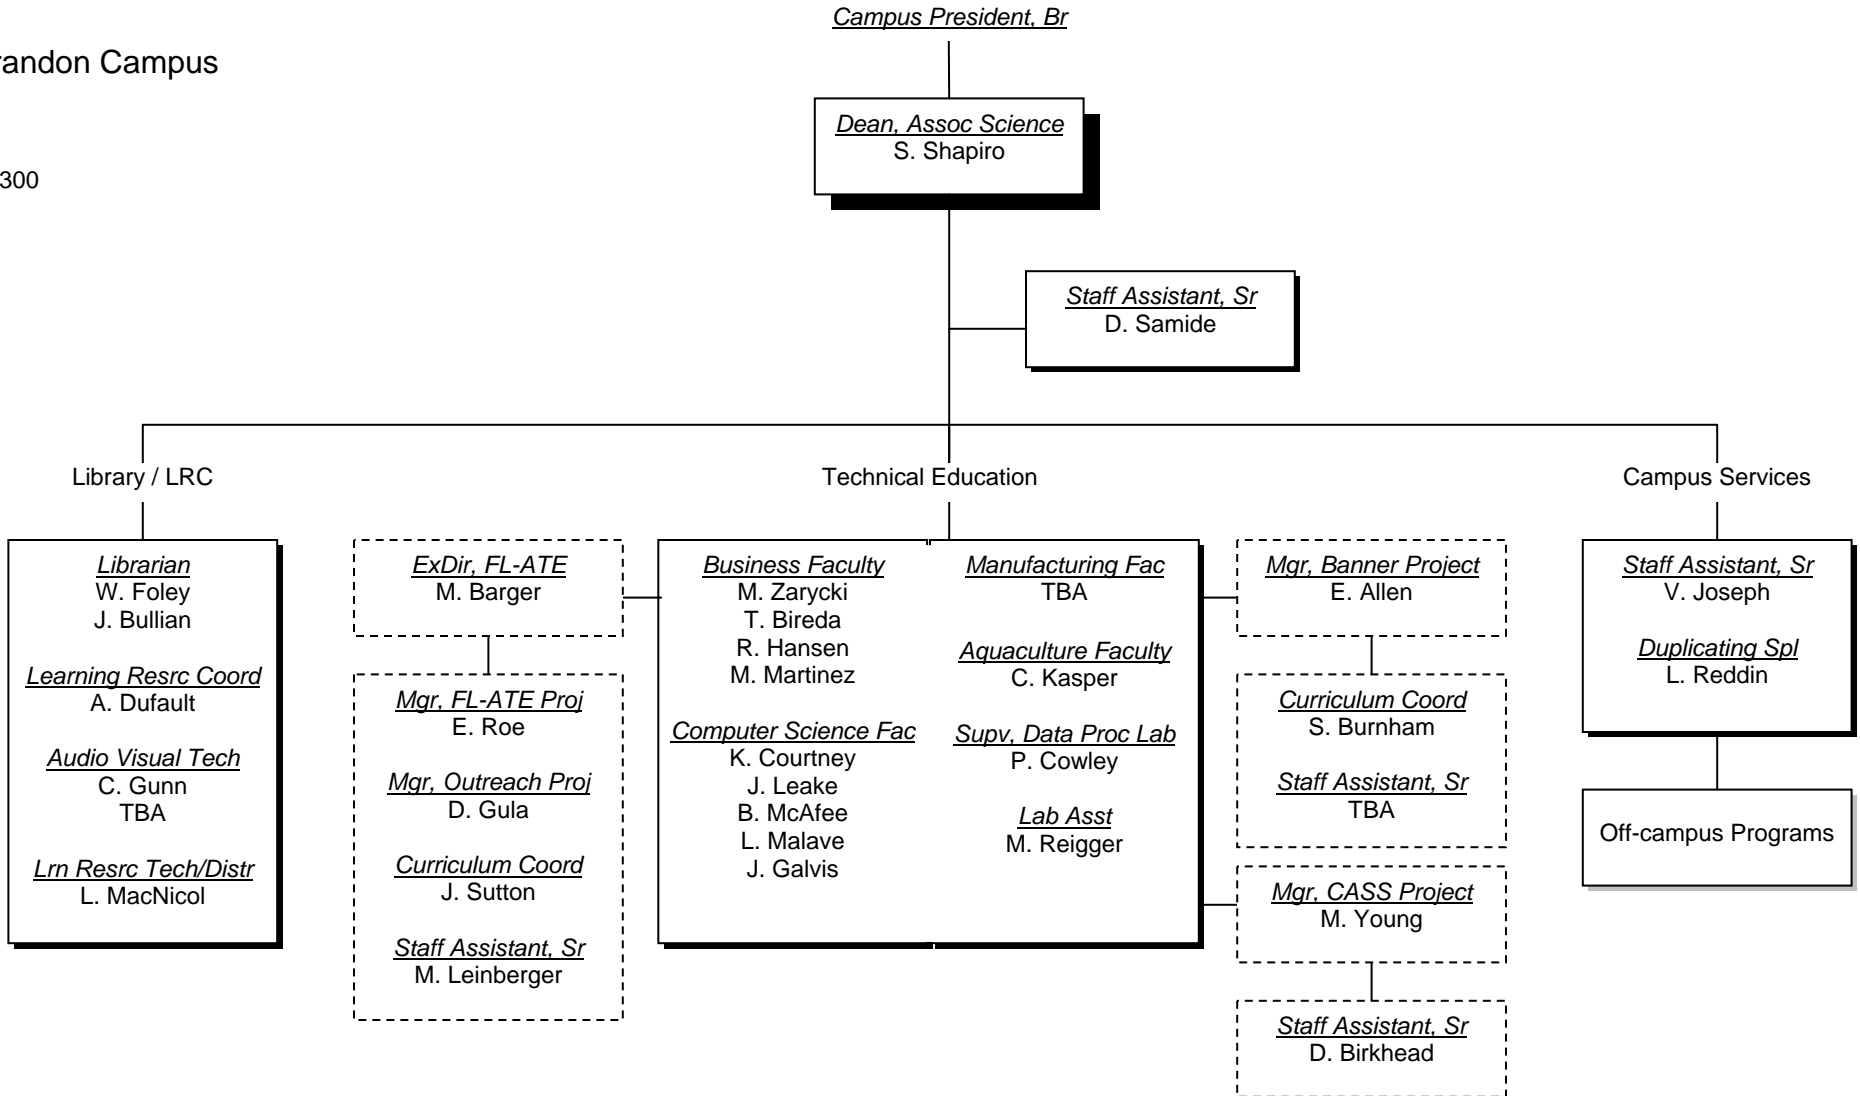 Campus President, Br
randon Campus
Dean, Assoc Science
S. Shapiro
300
Staff Assistant, Sr
D. Samide
Library / LRC
Technical Education
Campus Services
Librarian
W. Foley
J. Bullian
Learning Resrc Coord
A. Dufault
Audio Visual Tech
C. Gunn
TBA
Lrn Resrc Tech/Distr
L. MacNicol
ExDir, FL-ATE
M. Barger
Mgr, FL-ATE Proj
E. Roe
Mgr, Outreach Proj
D. Gula
Curriculum Coord
J. Sutton
Staff Assistant, Sr
M. Leinberger
Business Faculty
M. Zarycki
T. Bireda
R. Hansen
M. Martinez
Computer Science Fac
K. Courtney
J. Leake
B. McAfee
L. Malave
J. Galvis
Manufacturing Fac
TBA
Aquaculture Faculty
C. Kasper
Supv, Data Proc Lab
P. Cowley
Lab Asst
M. Reigger
Mgr, Banner Project
E. Allen
Curriculum Coord
S. Burnham
Staff Assistant, Sr
TBA
Mgr, CASS Project
M. Young
Staff Assistant, Sr
D. Birkhead
Staff Assistant, Sr
V. Joseph
Duplicating Spl
L. Reddin
Off-campus Programs